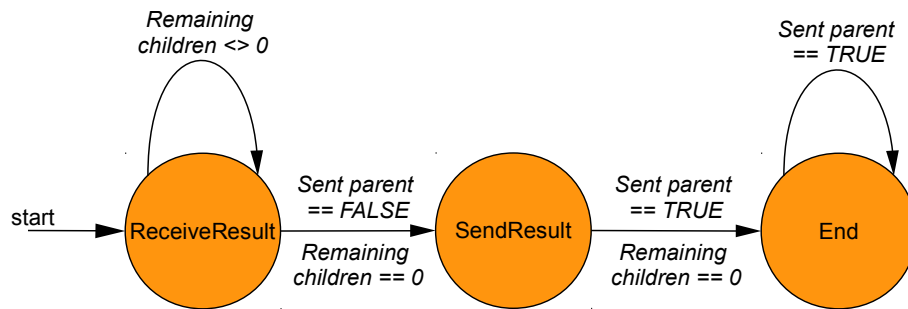 Remaining
children <> 0
Sent parent
== TRUE
start
ReceiveResult
Sent parent
== FALSE
Remaining
children == 0
SendResult
Sent parent
== TRUE
Remaining
children == 0
End